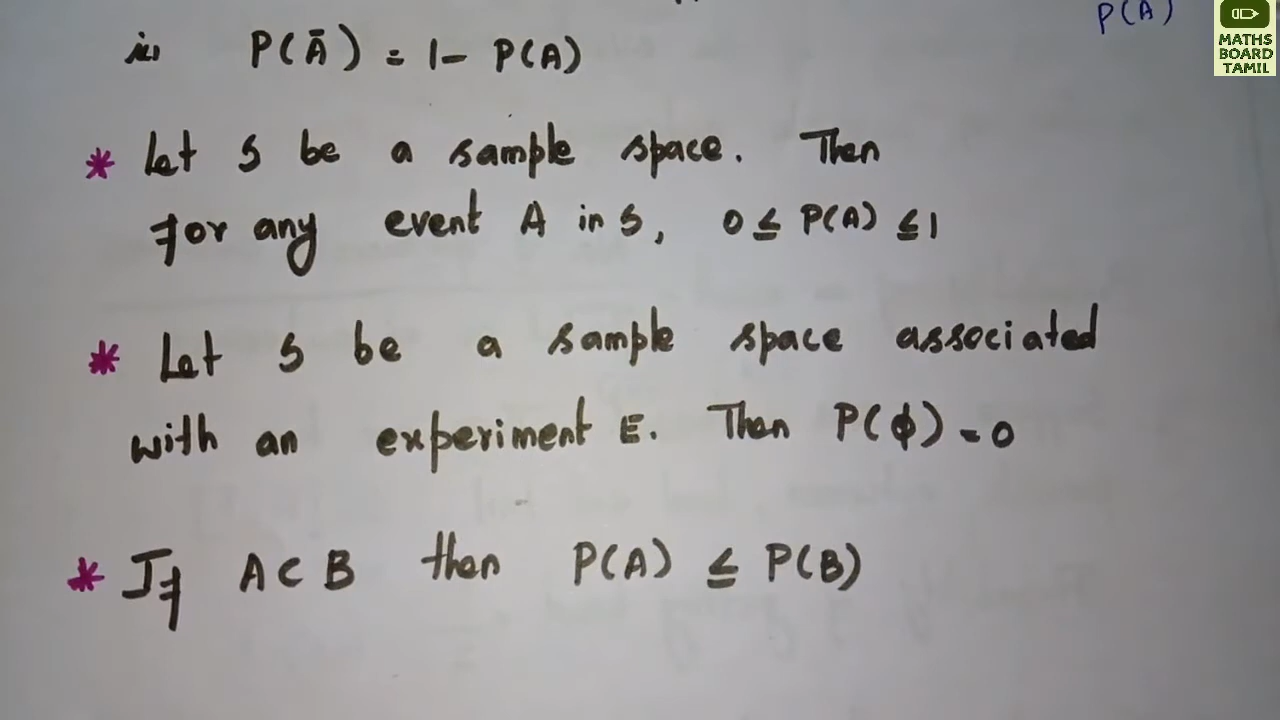 P(A)
MATHS
BOARD
TAMIL
P(Ā) = 1- P(A)
* Let S be a sample space. Then
for any event A in S, 0 ≤ P(A) ≤ 1
* Let S be a sample space associated
with an experiment E. Then P(ϕ) = 0
* If A ⊂ B then P(A) ≤ P(B)